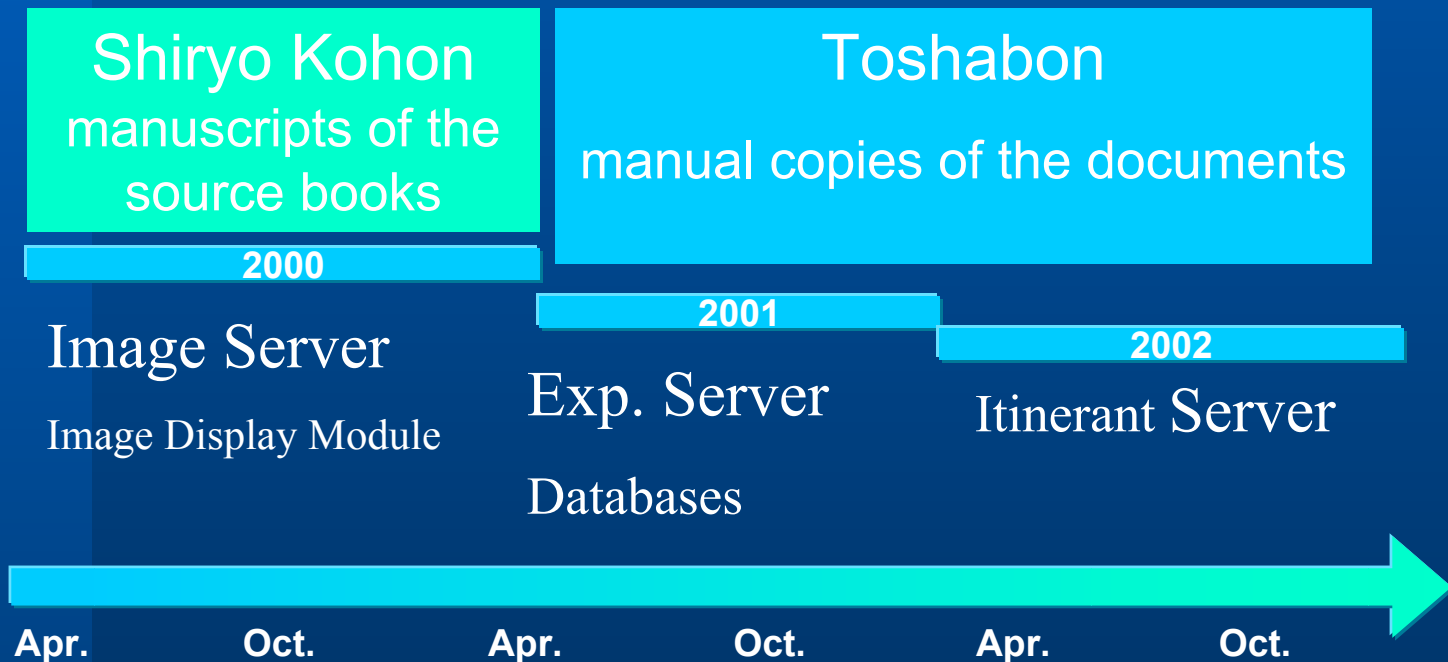 Shiryo Kohon
manuscripts of the
source books
Toshabon
manual copies of the documents
2000
2001
2002
Image Server
Image Display Module
Exp. Server
Databases
Itinerant Server
Apr.
Oct.
Apr.
Oct.
Apr.
Oct.